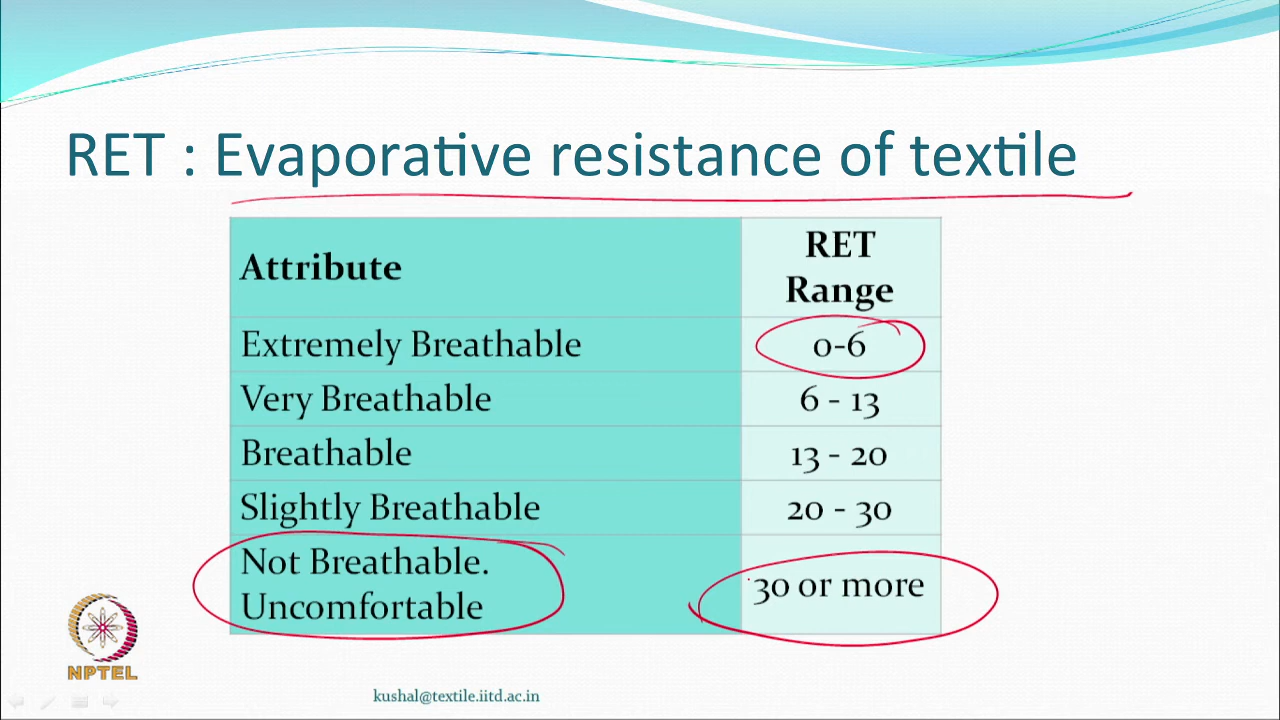 RET : Evaporative resistance of textile
Attribute
RET
Range
Extremely Breathable
0-6
Very Breathable
6 - 13
Breathable
13 - 20
Slightly Breathable
20 - 30
Not Breathable.
Uncomfortable
30 or more
NPTEL
kushal@textile.iitd.ac.in